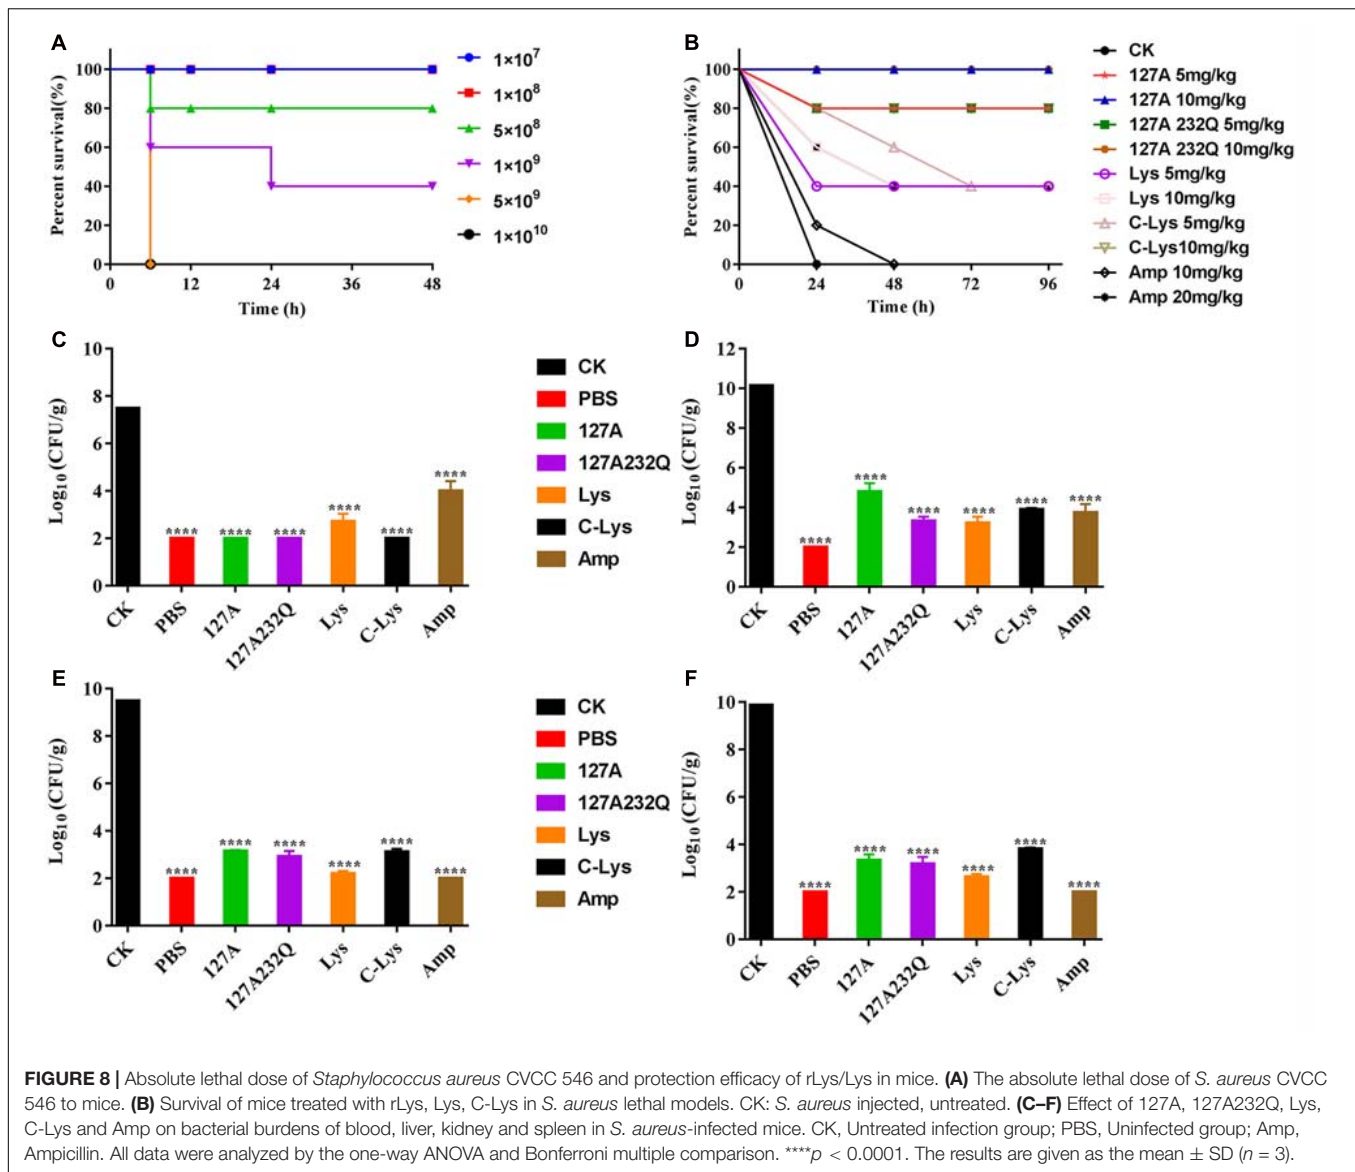 A
Percent survival(%)
100
80
60
40
20
0
0 12 24 36 48
Time (h)
1×10⁷
1×10⁸
5×10⁸
1×10⁹
5×10⁹
1×10¹⁰
B
Percent survival(%)
100
80
60
40
20
0
0 24 48 72 96
Time (h)
CK
127A 5mg/kg
127A 10mg/kg
127A 232Q 5mg/kg
127A 232Q 10mg/kg
Lys 5mg/kg
Lys 10mg/kg
C-Lys 5mg/kg
C-Lys10mg/kg
Amp 10mg/kg
Amp 20mg/kg
C
Log₁₀(CFU/g)
10
8
6
4
2
0
**** **** **** **** **** ****
CK PBS 127A 127A232Q Lys C-Lys Amp
CK
PBS
127A
127A232Q
Lys
C-Lys
Amp
D
Log₁₀(CFU/g)
12
10
8
6
4
2
0
**** **** **** **** **** ****
CK PBS 127A 127A232Q Lys C-Lys Amp
E
Log₁₀(CFU/g)
10
8
6
4
2
0
**** **** **** **** **** ****
CK PBS 127A 127A232Q Lys C-Lys Amp
CK
PBS
127A
127A232Q
Lys
C-Lys
Amp
F
Log₁₀(CFU/g)
10
8
6
4
2
0
**** **** **** **** **** ****
CK PBS 127A 127A232Q Lys C-Lys Amp
FIGURE 8 | Absolute lethal dose of Staphylococcus aureus CVCC 546 and protection efficacy of rLys/Lys in mice. (A) The absolute lethal dose of S. aureus CVCC
546 to mice. (B) Survival of mice treated with rLys, Lys, C-Lys in S. aureus lethal models. CK: S. aureus injected, untreated. (C–F) Effect of 127A, 127A232Q, Lys,
C-Lys and Amp on bacterial burdens of blood, liver, kidney and spleen in S. aureus-infected mice. CK, Untreated infection group; PBS, Uninfected group; Amp,
Ampicillin. All data were analyzed by the one-way ANOVA and Bonferroni multiple comparison. ****p < 0.0001. The results are given as the mean ± SD (n = 3).